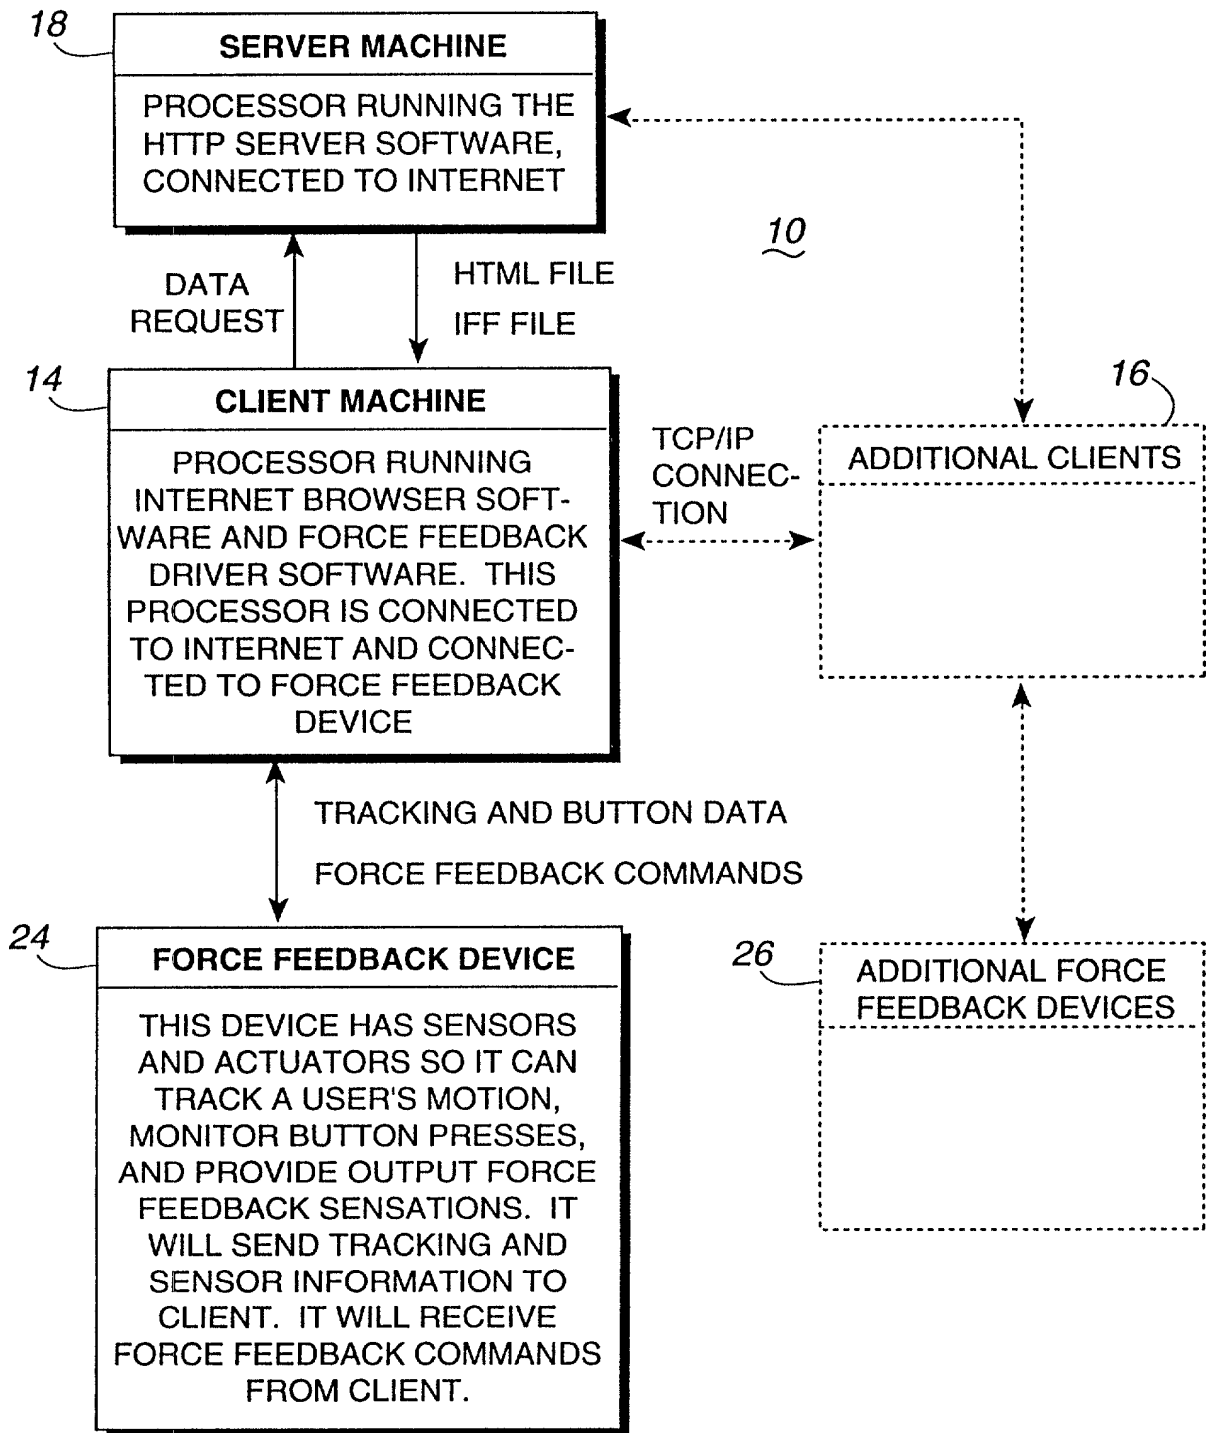 18
SERVER MACHINE
PROCESSOR RUNNING THE
HTTP SERVER SOFTWARE,
CONNECTED TO INTERNET
10
DATA
REQUEST
HTML FILE
IFF FILE
14
CLIENT MACHINE
PROCESSOR RUNNING
INTERNET BROWSER SOFT-
WARE AND FORCE FEEDBACK
DRIVER SOFTWARE. THIS
PROCESSOR IS CONNECTED
TO INTERNET AND CONNEC-
TED TO FORCE FEEDBACK
DEVICE
TCP/IP
CONNEC-
TION
16
ADDITIONAL CLIENTS
TRACKING AND BUTTON DATA
FORCE FEEDBACK COMMANDS
24
FORCE FEEDBACK DEVICE
THIS DEVICE HAS SENSORS
AND ACTUATORS SO IT CAN
TRACK A USER'S MOTION,
MONITOR BUTTON PRESSES,
AND PROVIDE OUTPUT FORCE
FEEDBACK SENSATIONS. IT
WILL SEND TRACKING AND
SENSOR INFORMATION TO
CLIENT. IT WILL RECEIVE
FORCE FEEDBACK COMMANDS
FROM CLIENT.
26
ADDITIONAL FORCE
FEEDBACK DEVICES